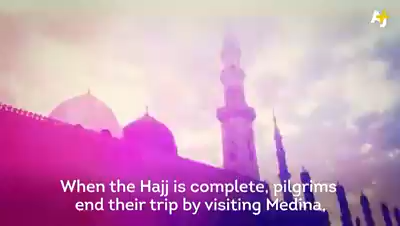 When the Hajj is complete, pilgrims
end their trip by visiting Medina,